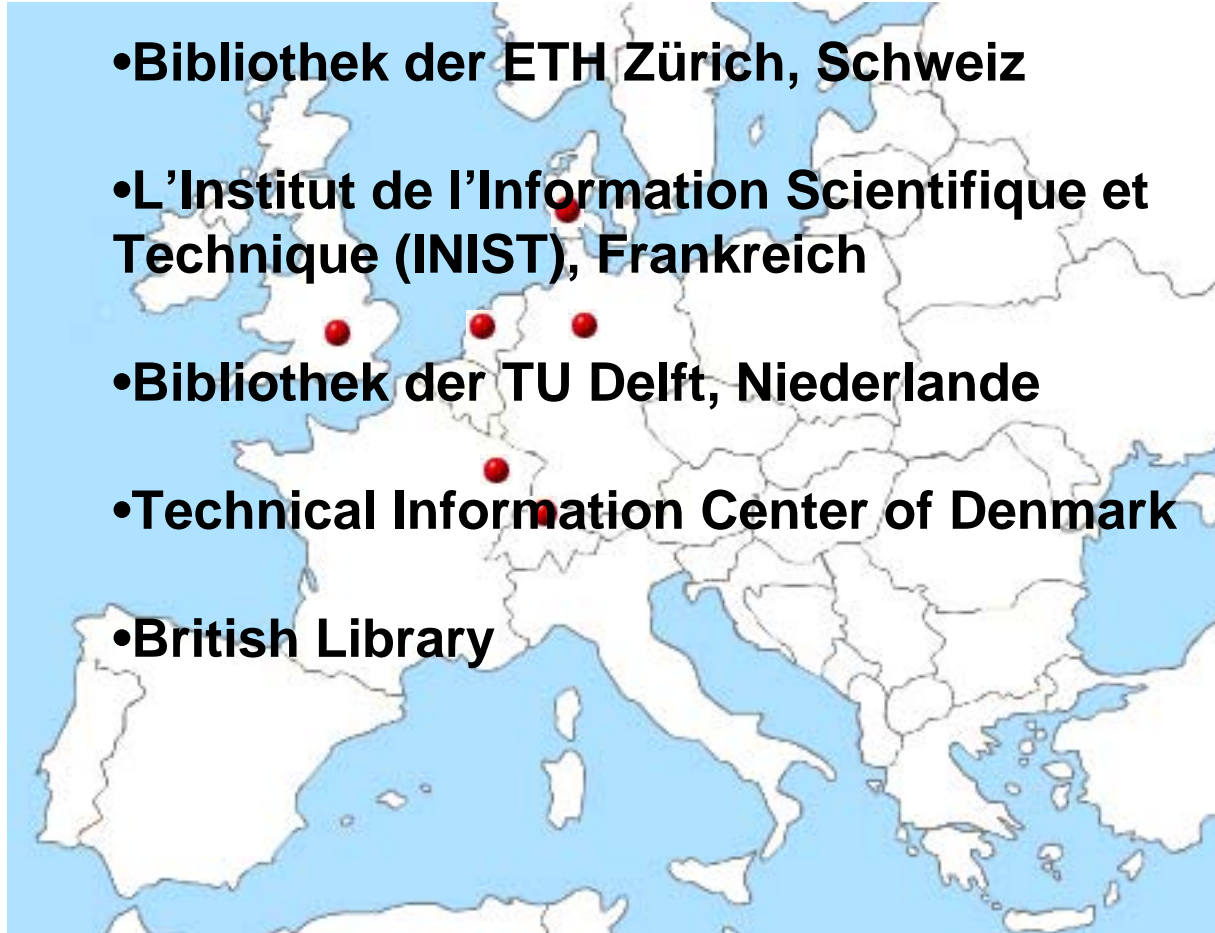 •Bibliothek der ETH Zürich, Schweiz
•L’Institut de l’Information Scientifique et
Technique (INIST), Frankreich
•Bibliothek der TU Delft, Niederlande
•Technical Information Center of Denmark
•British Library